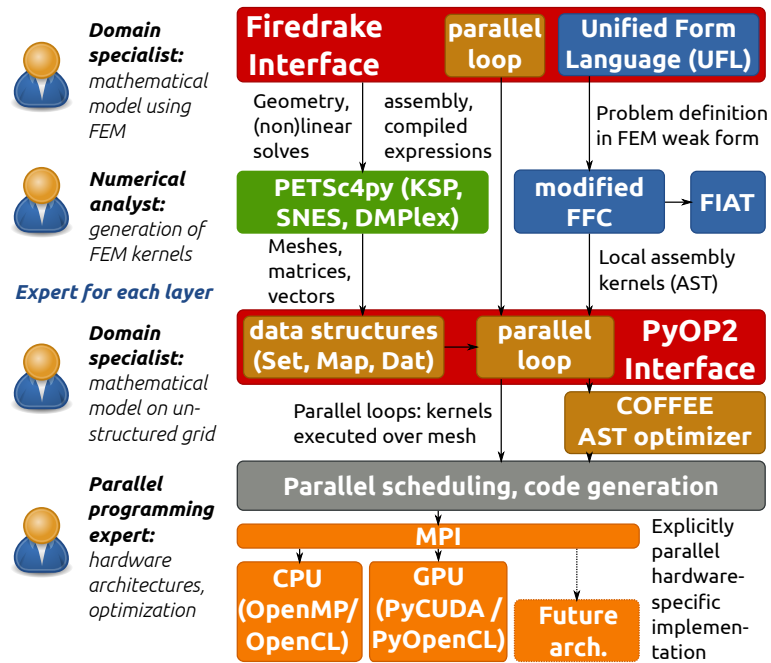 Domain
specialist:
mathematical
model using
FEM
Firedrake
Interface
parallel
loop
Unified Form
Language (UFL)
Geometry,
(non)linear
solves
assembly,
compiled
expressions
Problem definition
in FEM weak form
Numerical
analyst:
generation of
FEM kernels
PETSc4py (KSP,
SNES, DMPlex)
modified
FFC
FIAT
Meshes,
matrices,
vectors
Local assembly
kernels (AST)
Expert for each layer
Domain
specialist:
mathematical
model on un-
structured grid
data structures
(Set, Map, Dat)
parallel
loop
PyOP2
Interface
Parallel loops: kernels
executed over mesh
COFFEE
AST optimizer
Parallel
programming
expert:
hardware
architectures,
optimization
Parallel scheduling, code generation
MPI
CPU
(OpenMP/
OpenCL)
GPU
(PyCUDA /
PyOpenCL)
Future
arch.
Explicitly
parallel
hardware-
specific
implemen-
tation